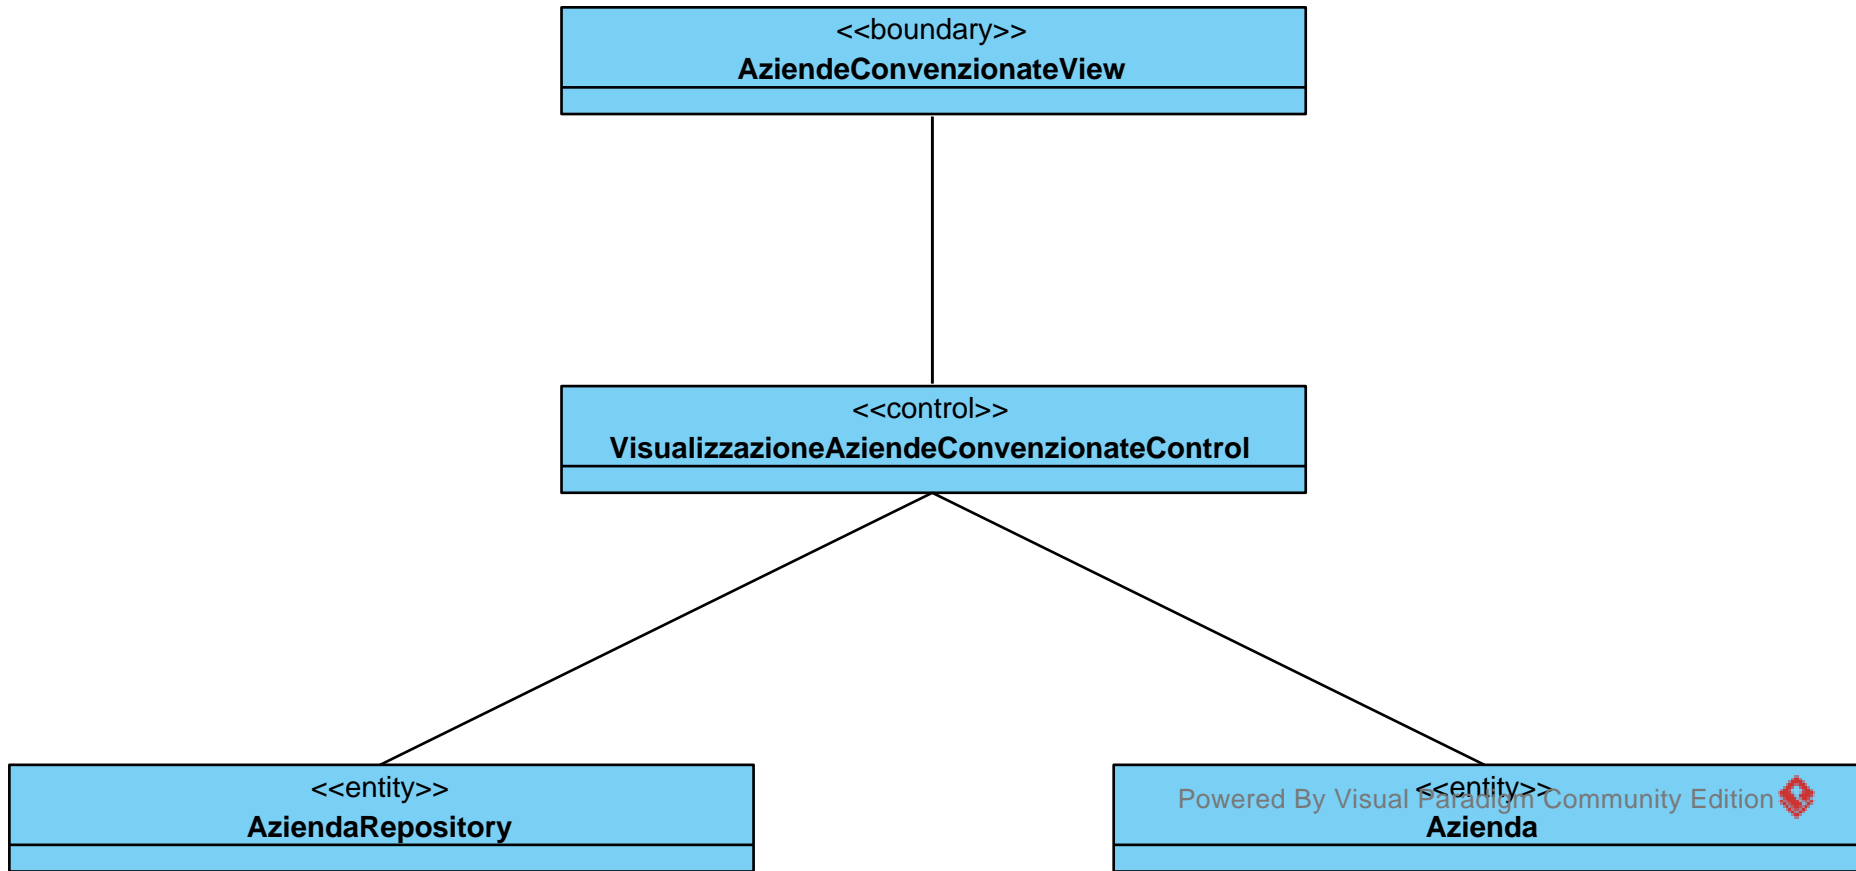 <<boundary>>
AziendeConvenzionateView
<<control>>
VisualizzazioneAziendeConvenzionateControl
<<entity>>
AziendaRepository
<<entity>>
Powered By Visual Paradigm Community Edition
Azienda